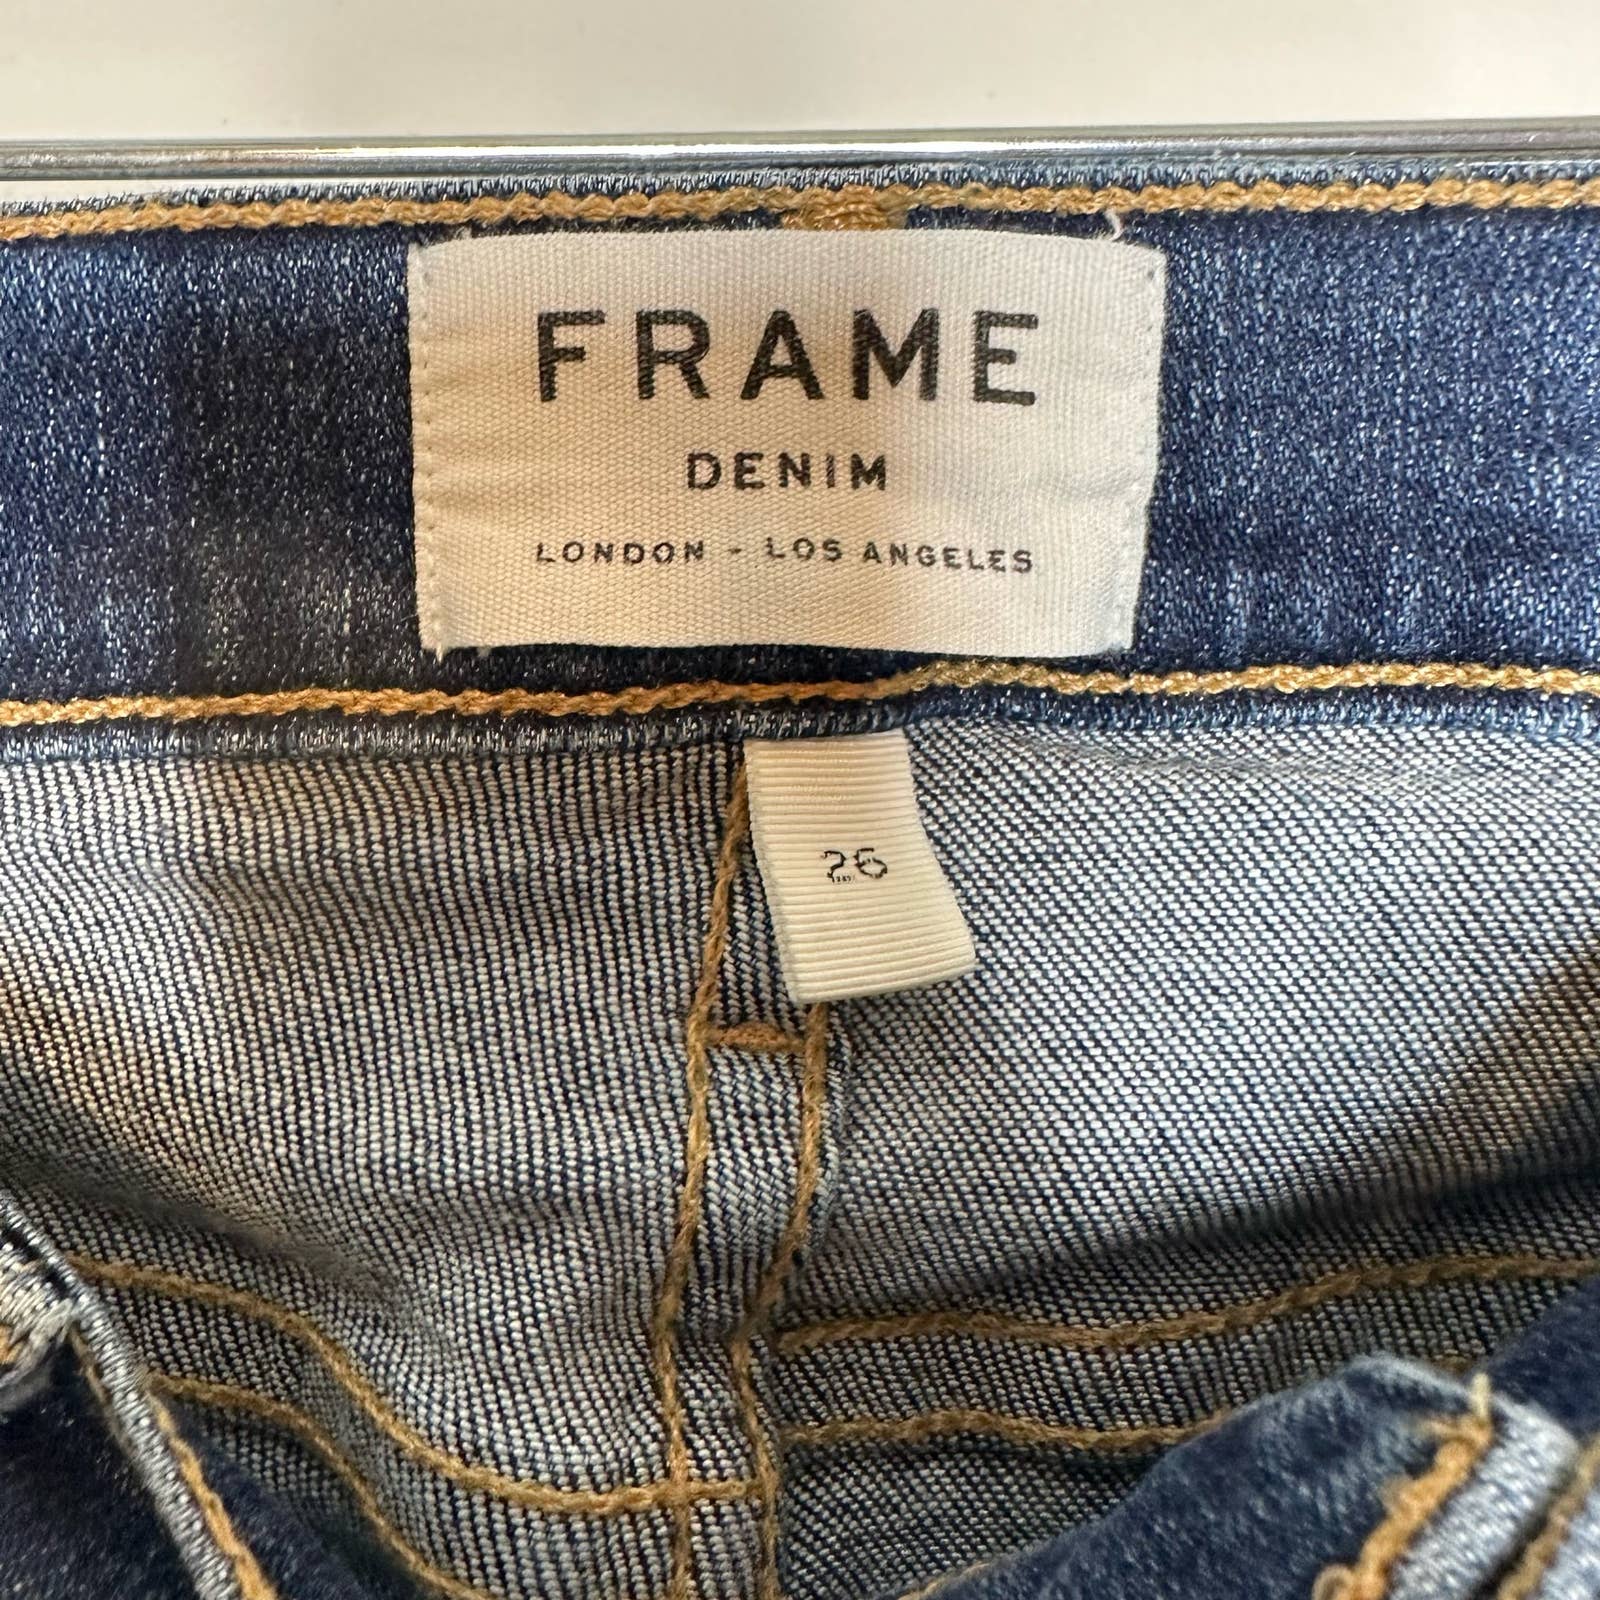 FRAME
DENIM
LONDON - LOS ANGELES
26